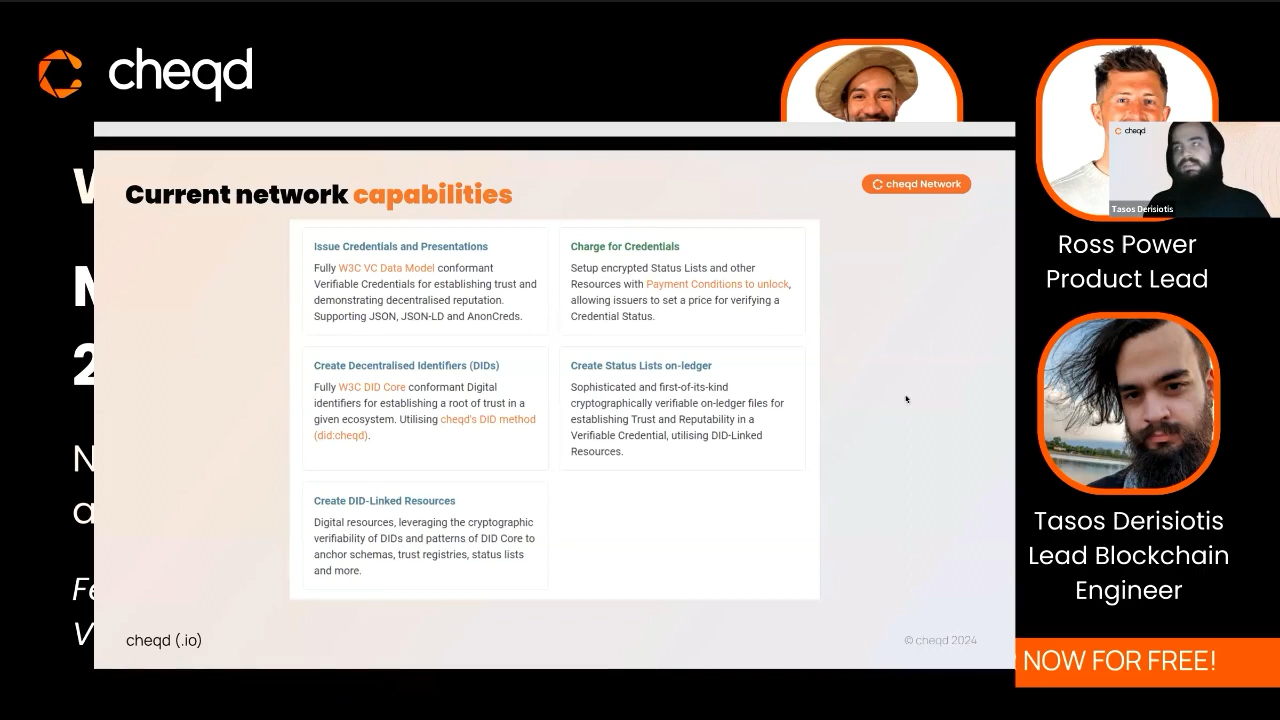 cheqd
Current network capabilities
cheqd Network
Issue Credentials and Presentations
Fully W3C VC Data Model conformant
Verifiable Credentials for establishing trust and
demonstrating decentralised reputation.
Supporting JSON, JSON-LD and AnonCreds.
Charge for Credentials
Setup encrypted Status Lists and other
Resources with Payment Conditions to unlock,
allowing issuers to set a price for verifying a
Credential Status.
Create Decentralised Identifiers (DIDs)
Fully W3C DID Core conformant Digital
identifiers for establishing a root of trust in a
given ecosystem. Utilising cheqd's DID method
(did:cheqd).
Create Status Lists on-ledger
Sophisticated and first-of-its-kind
cryptographically verifiable on-ledger files for
establishing Trust and Reputability in a
Verifiable Credential, utilising DID-Linked
Resources.
Create DID-Linked Resources
Digital resources, leveraging the cryptographic
verifiability of DIDs and patterns of DID Core to
anchor schemas, trust registries, status lists
and more.
cheqd (.io)
© cheqd 2024
cheqd
Tasos Derisiotis
Ross Power
Product Lead
Tasos Derisiotis
Lead Blockchain
Engineer
NOW FOR FREE!